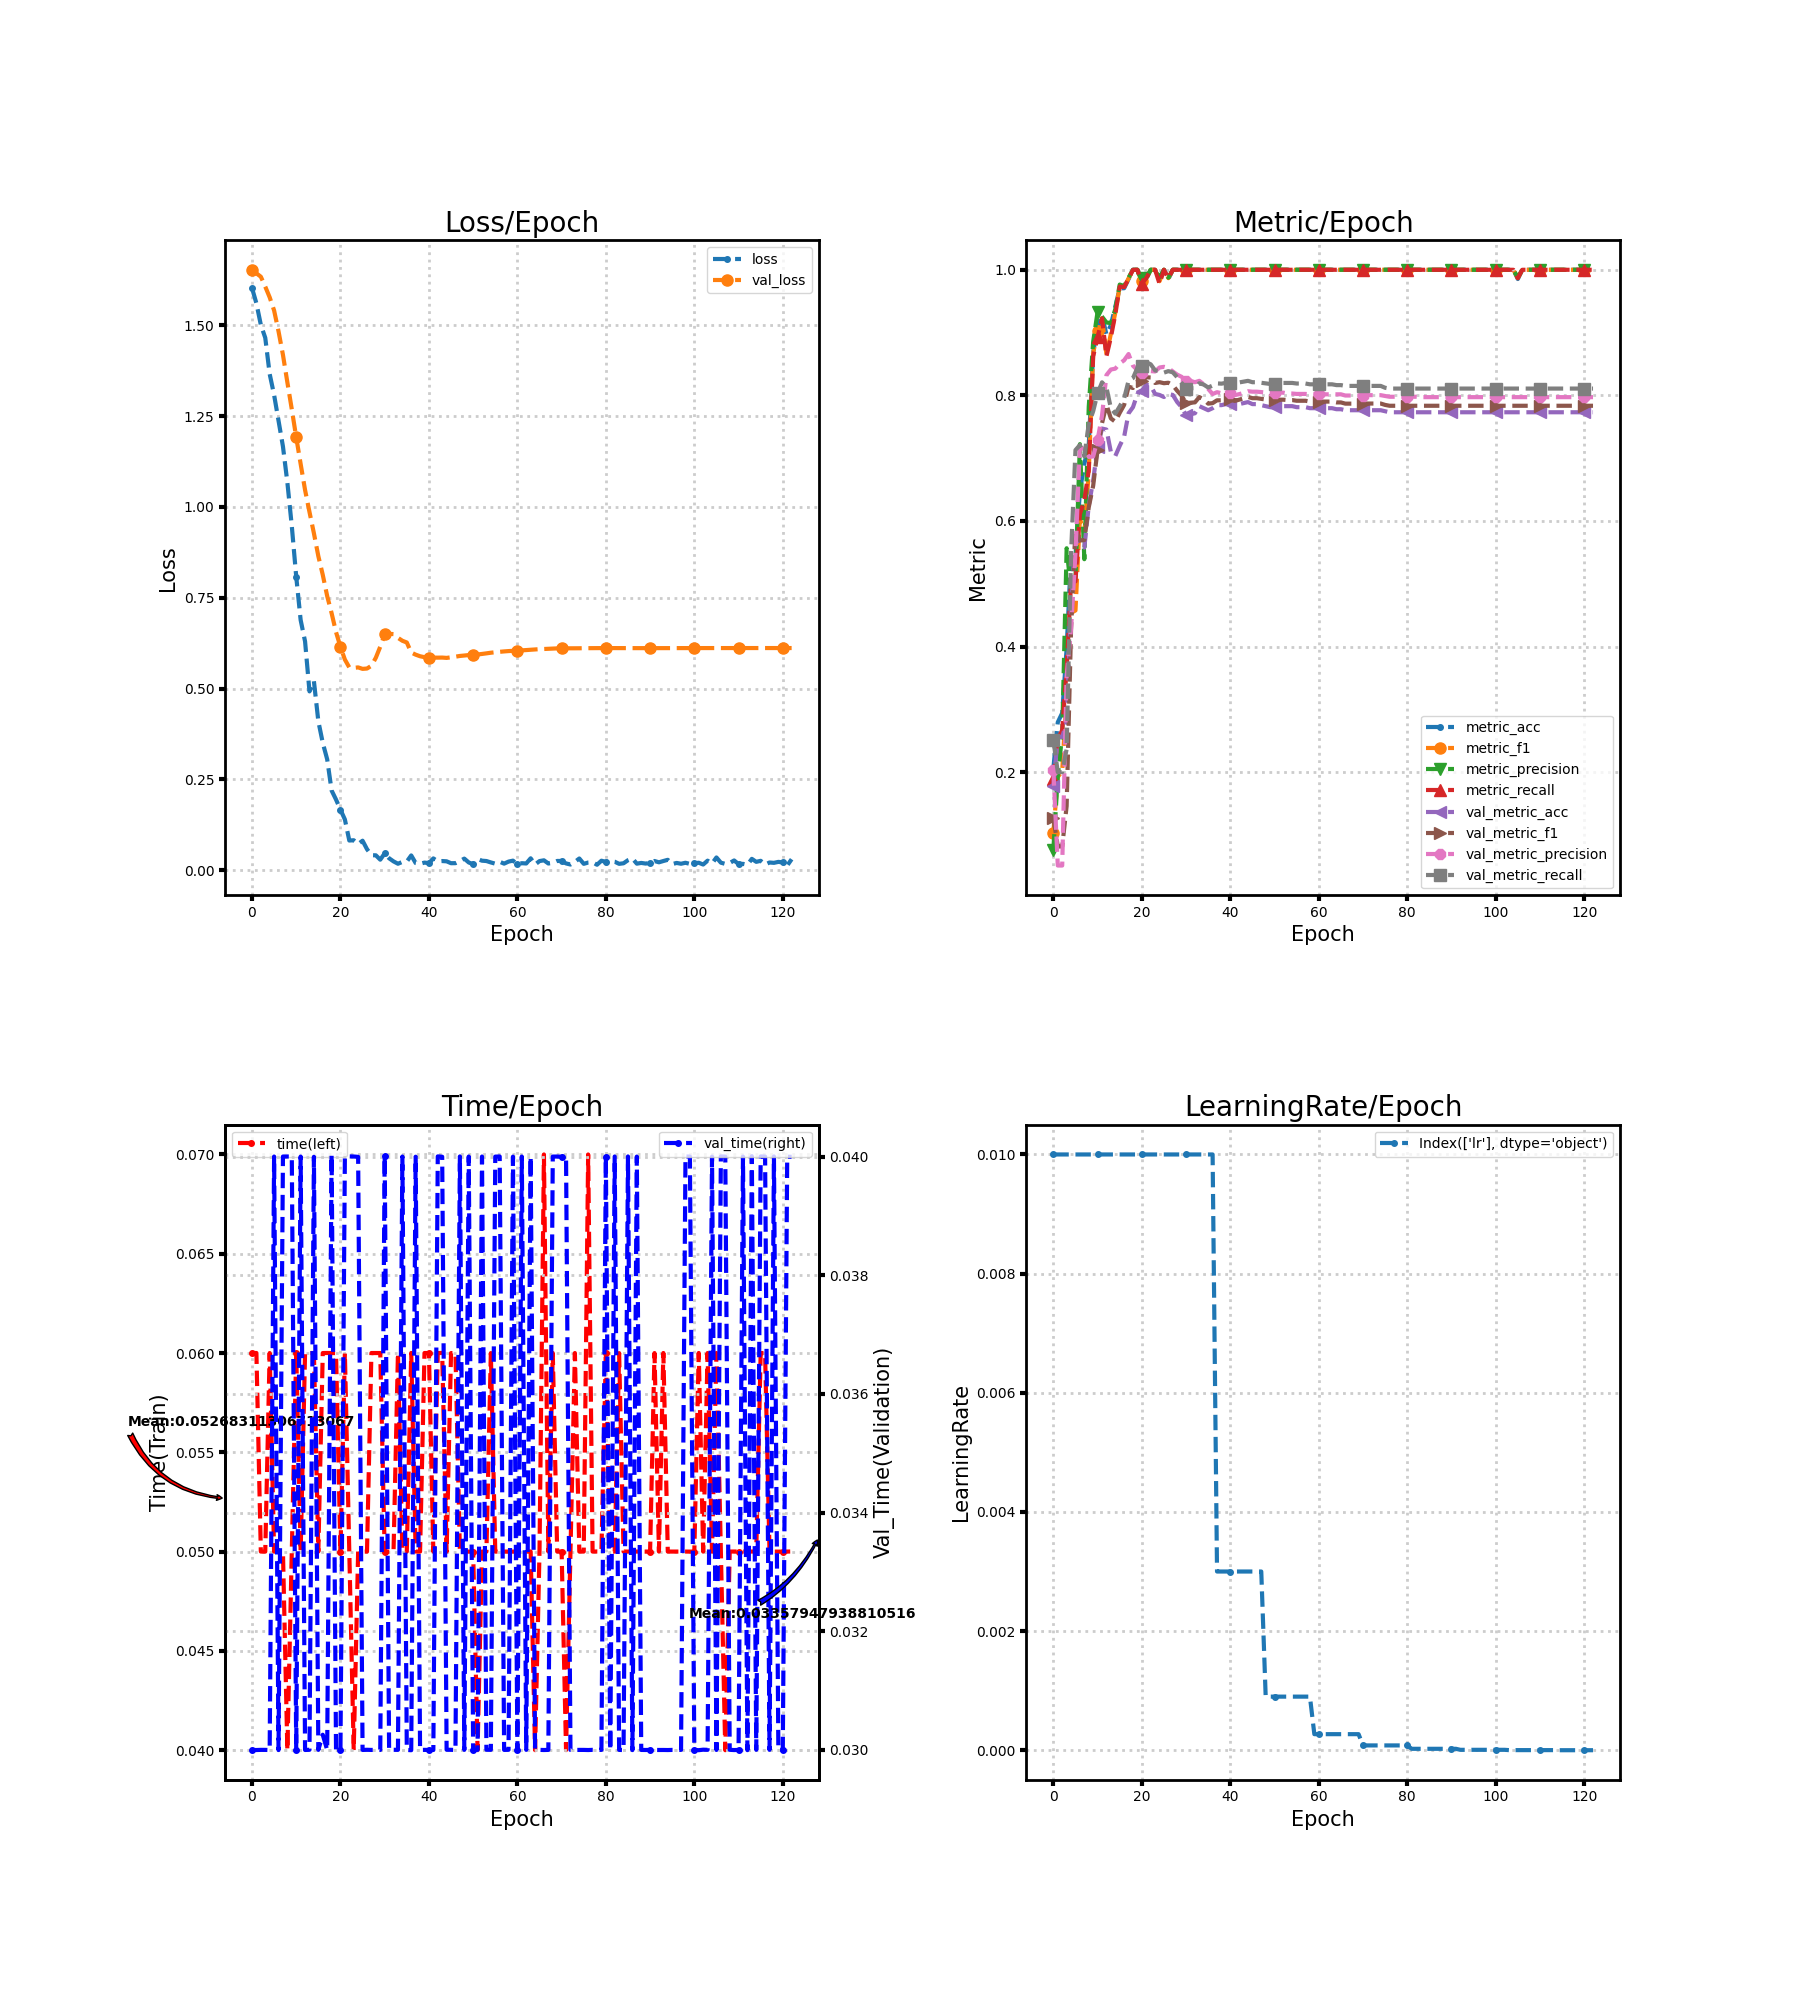 Loss/Epoch
loss
val_loss
1.50
1.25
1.00
0.75
0.50
0.25
0.00
Loss
0 20 40 60 80 100 120
Epoch
Metric/Epoch
1.0
0.8
0.6
0.4
0.2
Metric
metric_acc
metric_f1
metric_precision
metric_recall
val_metric_acc
val_metric_f1
val_metric_precision
val_metric_recall
0 20 40 60 80 100 120
Epoch
Time/Epoch
time(left)
val_time(right)
0.070
0.065
0.060
0.055
0.050
0.045
0.040
Time(Train)
0.040
0.038
0.036
0.034
0.032
0.030
Val_Time(Validation)
Mean:0.03357947938810516
0 20 40 60 80 100 120
Epoch
LearningRate/Epoch
Index(['lr'], dtype='object')
0.010
0.008
0.006
0.004
0.002
0.000
LearningRate
0 20 40 60 80 100 120
Epoch